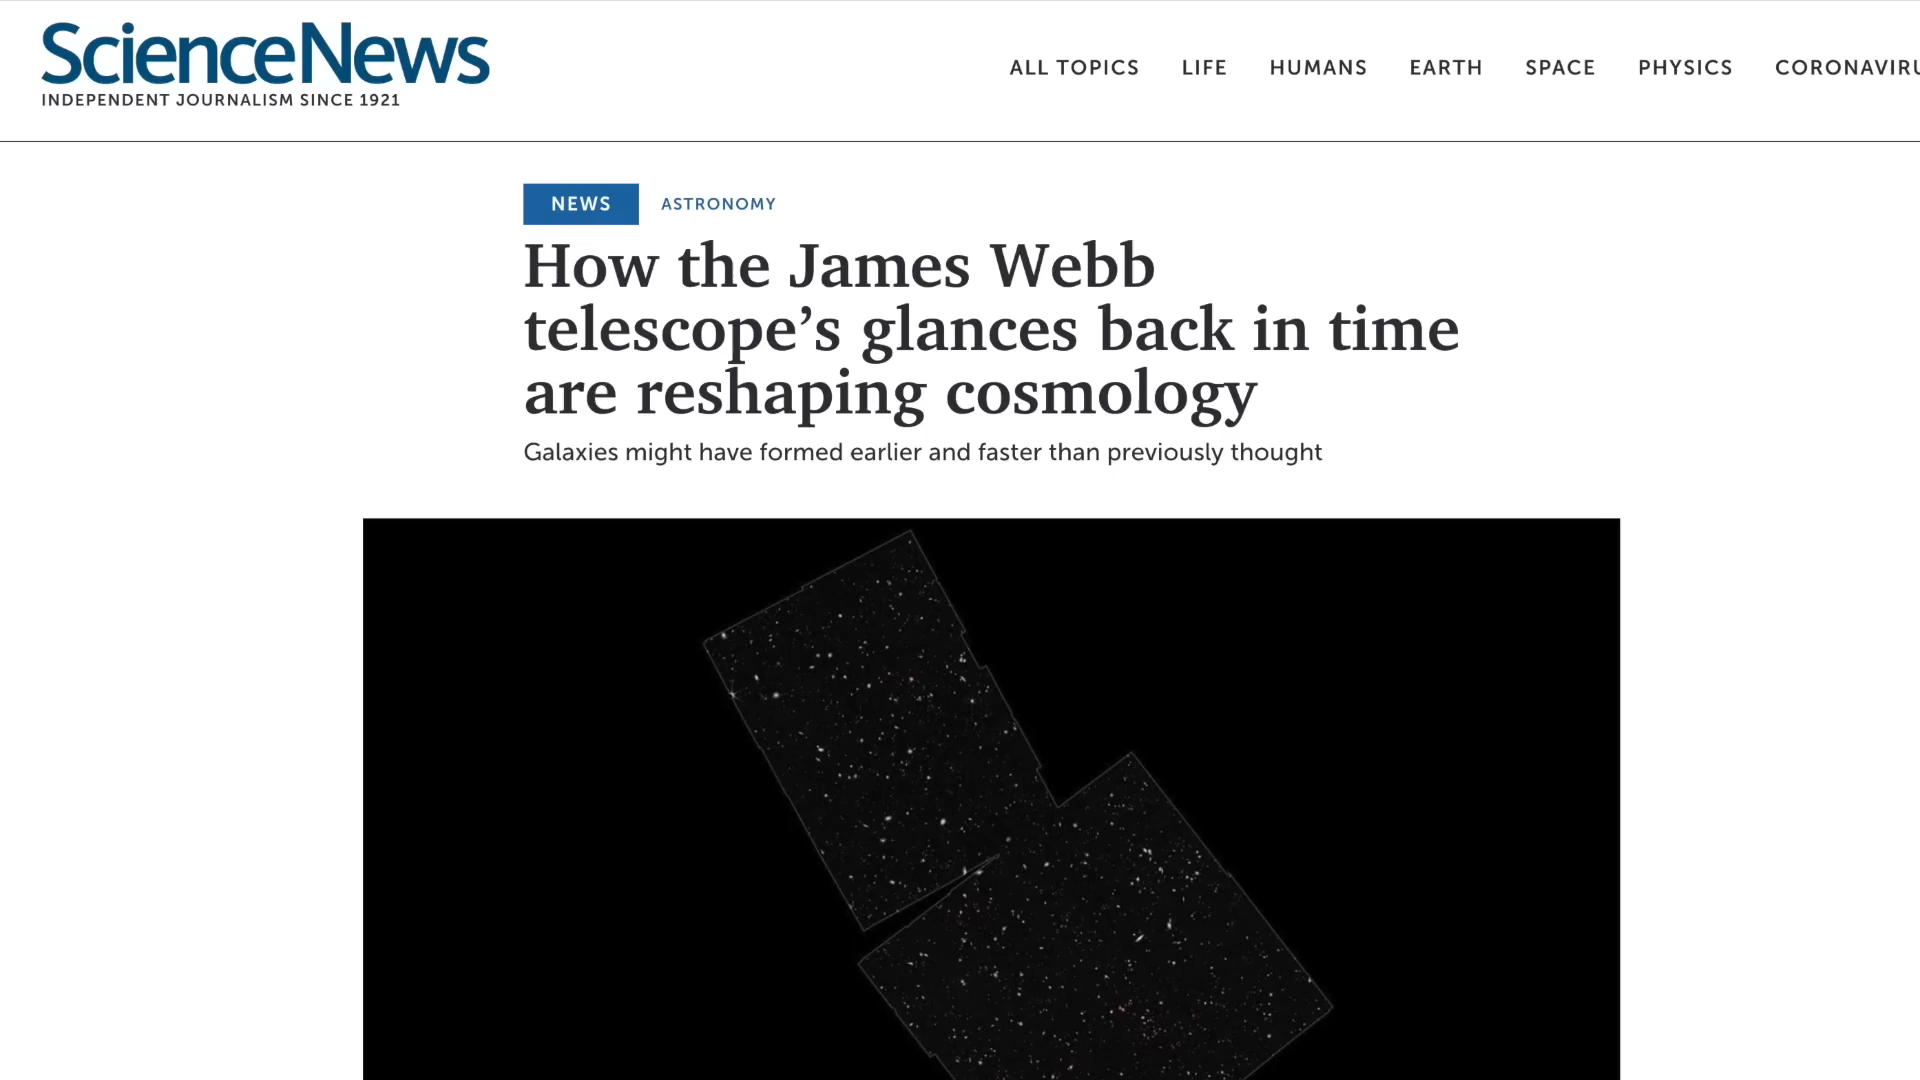 ScienceNews
INDEPENDENT JOURNALISM SINCE 1921
ALL TOPICS LIFE HUMANS EARTH SPACE PHYSICS CORONAVIRU
NEWS ASTRONOMY
How the James Webb
telescope’s glances back in time
are reshaping cosmology
Galaxies might have formed earlier and faster than previously thought